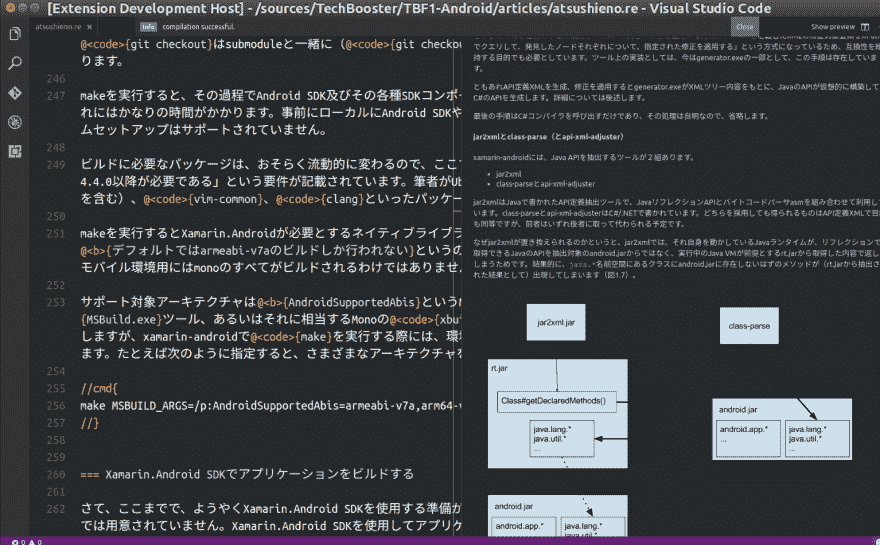 [Extension Development Host] - /sources/TechBooster/TBF1-Android/articles/atsushieno.re - Visual Studio Code
atsushieno.re ×
Info compilation successful.
Close
Show preview
@<code>{git checkout}はsubmoduleと一緒に（@<code>{git checkou
ります。
246
247 makeを実行すると、その過程でAndroid SDK及びその各種SDKコンポー
れにはかなりの時間がかかります。事前にローカルにAndroid SDKや
ムセットアップはサポートされていません。
248
249 ビルドに必要なパッケージは、おそらく流動的に変わるので、ここで
4.4.0以降が必要である」という要件が記載されています。筆者がUb
を含む）、@<code>{vim-common}、@<code>{clang}といったパッケー
250
251 makeを実行するとXamarin.Androidが必要とするネイティブライブラ
@<b>{デフォルトではarmeabi-v7aのビルドしか行われない}というの
モバイル環境用にはmonoのすべてがビルドされるわけではありませ
252
253 サポート対象アーキテクチャは@<b>{AndroidSupportedAbis}というM
{MSBuild.exe}ツール、あるいはそれに相当するMonoの@<code>{xbui
しますが、xamarin-androidで@<code>{make}を実行する際には、環境
ます。たとえば次のように指定すると、さまざまなアーキテクチャを
254
255 //cmd{
256 make MSBUILD_ARGS=/p:AndroidSupportedAbis=armeabi-v7a,arm64-v
257 //}
258
259
260 === Xamarin.Android SDKでアプリケーションをビルドする
261
262 さて、ここまでで、ようやくXamarin.Android SDKを使用する準備が
では用意されていません。Xamarin.Android SDKを使用してアプリケ
でクエリして、発見したノードそれぞれについて、指定された修正を適用する」という方式になっているため、互換性を維
持する目的でも必要としています。ツール上の実装としては、今はgenerator.exeの一部として、この手順は存在していま
す。
ともあれAPI定義XMLを生成、修正を適用するとgenerator.exeがXMLツリー内容をもとに、JavaのAPIが仮想的に構築して
C#のAPIを生成します。詳細については後述します。
最後の手順はC#コンパイラを呼び出すだけであり、その処理は自明なので、省略します。
jar2xmlとclass-parse（とapi-xml-adjuster）
xamarin-androidには、Java APIを抽出するツールが２組あります。
• jar2xml
• class-parseとapi-xml-adjuster
jar2xmlはJavaで書かれたAPI定義抽出ツールで、JavaリフレクションAPIとバイトコードパーサasmを組み合わせて利用して
います。class-parseとapi-xml-adjusterはC#/.NETで書かれています。どちらを採用しても得られるものはAPI定義XMLで目的
も同等ですが、前者はいずれ後者に取って代わられる予定です。
なぜjar2xmlが置き換えられるのかというと、jar2xmlでは、それ自身を動かしているJavaランタイムが、リフレクションで
取得できるJavaのAPIを抽出対象のandroid.jarからではなく、実行中のJava VMが前提とするrt.jarから取得した内容で返し
しまうためです。結果的に、java.*名前空間にあるクラスにandroid.jarに存在しないはずのメソッドが（rt.jarから抽出さ
れた結果として）出現してしまいます（図1.7）。
jar2xml.jar
class-parse
rt.jar
Class#getDeclaredMethods()
java.lang.*
java.util.*
...
android.jar
android.app.*
...
java.lang.*
java.util.*
...
android.jar
android.app.*
java.lang.*
0 0